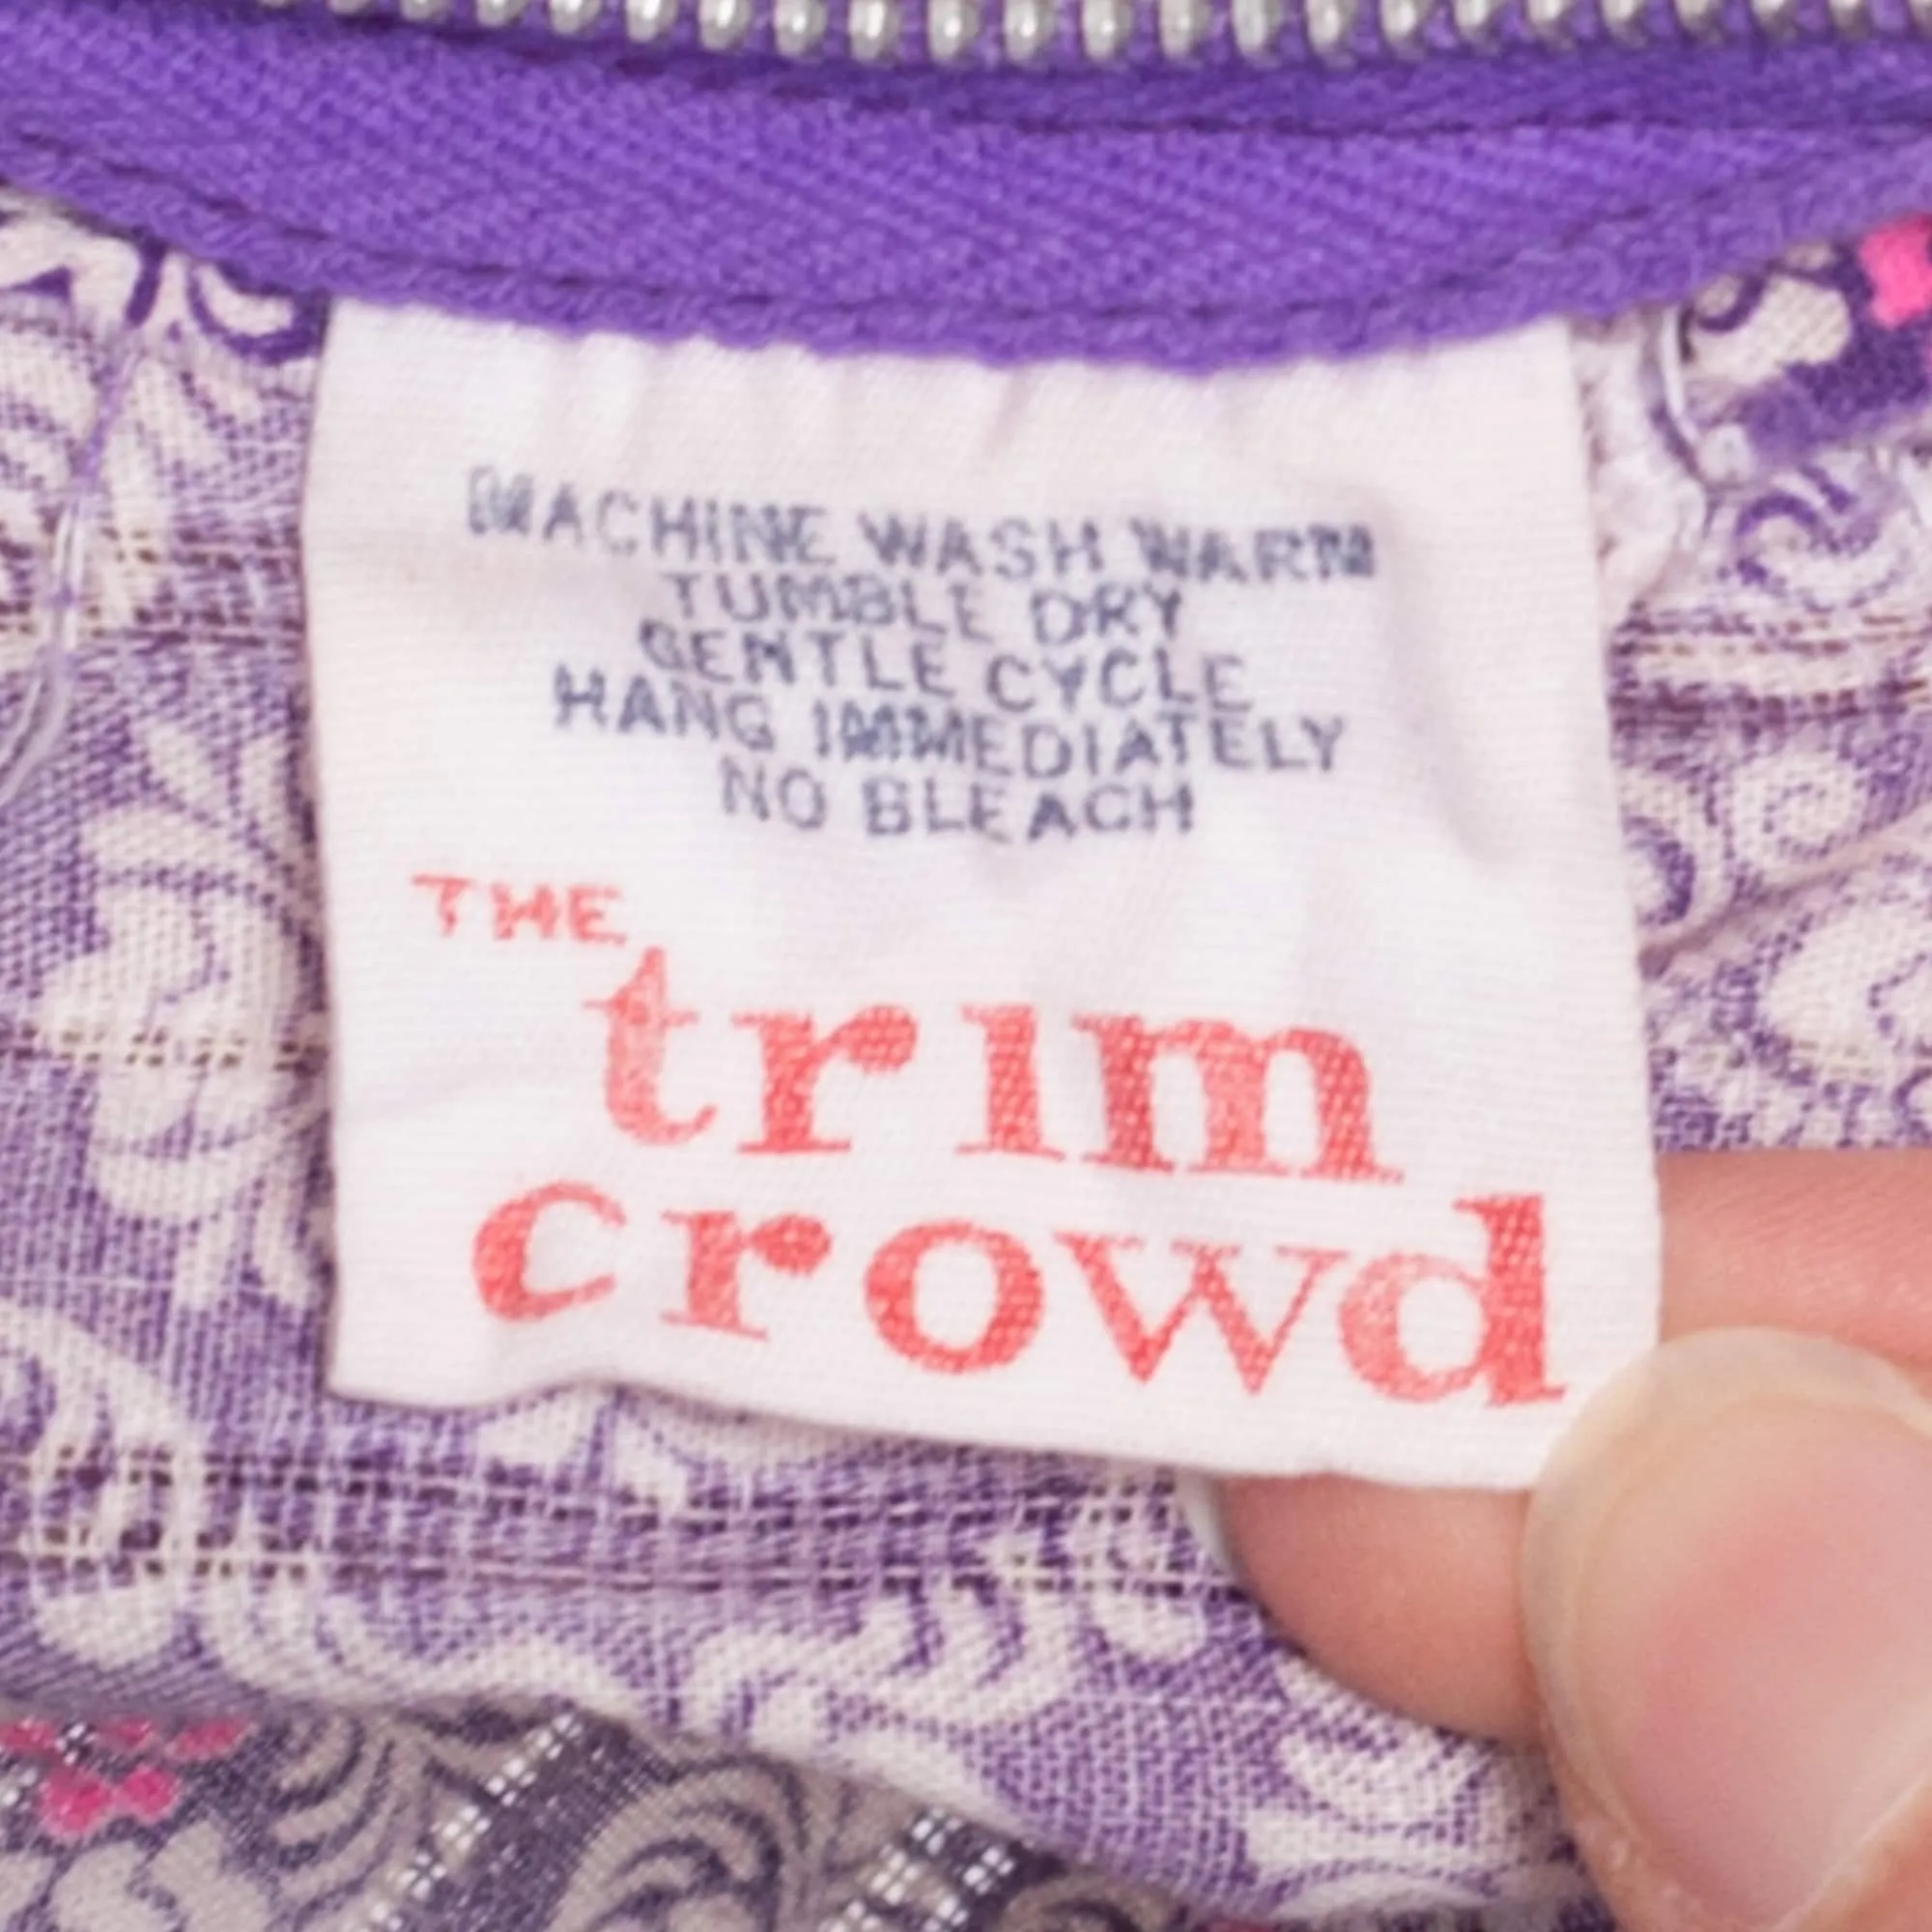 MACHINE WASH WARM
TUMBLE DRY
GENTLE CYCLE
HANG IMMEDIATELY
NO BLEACH
THE
trim
crowd